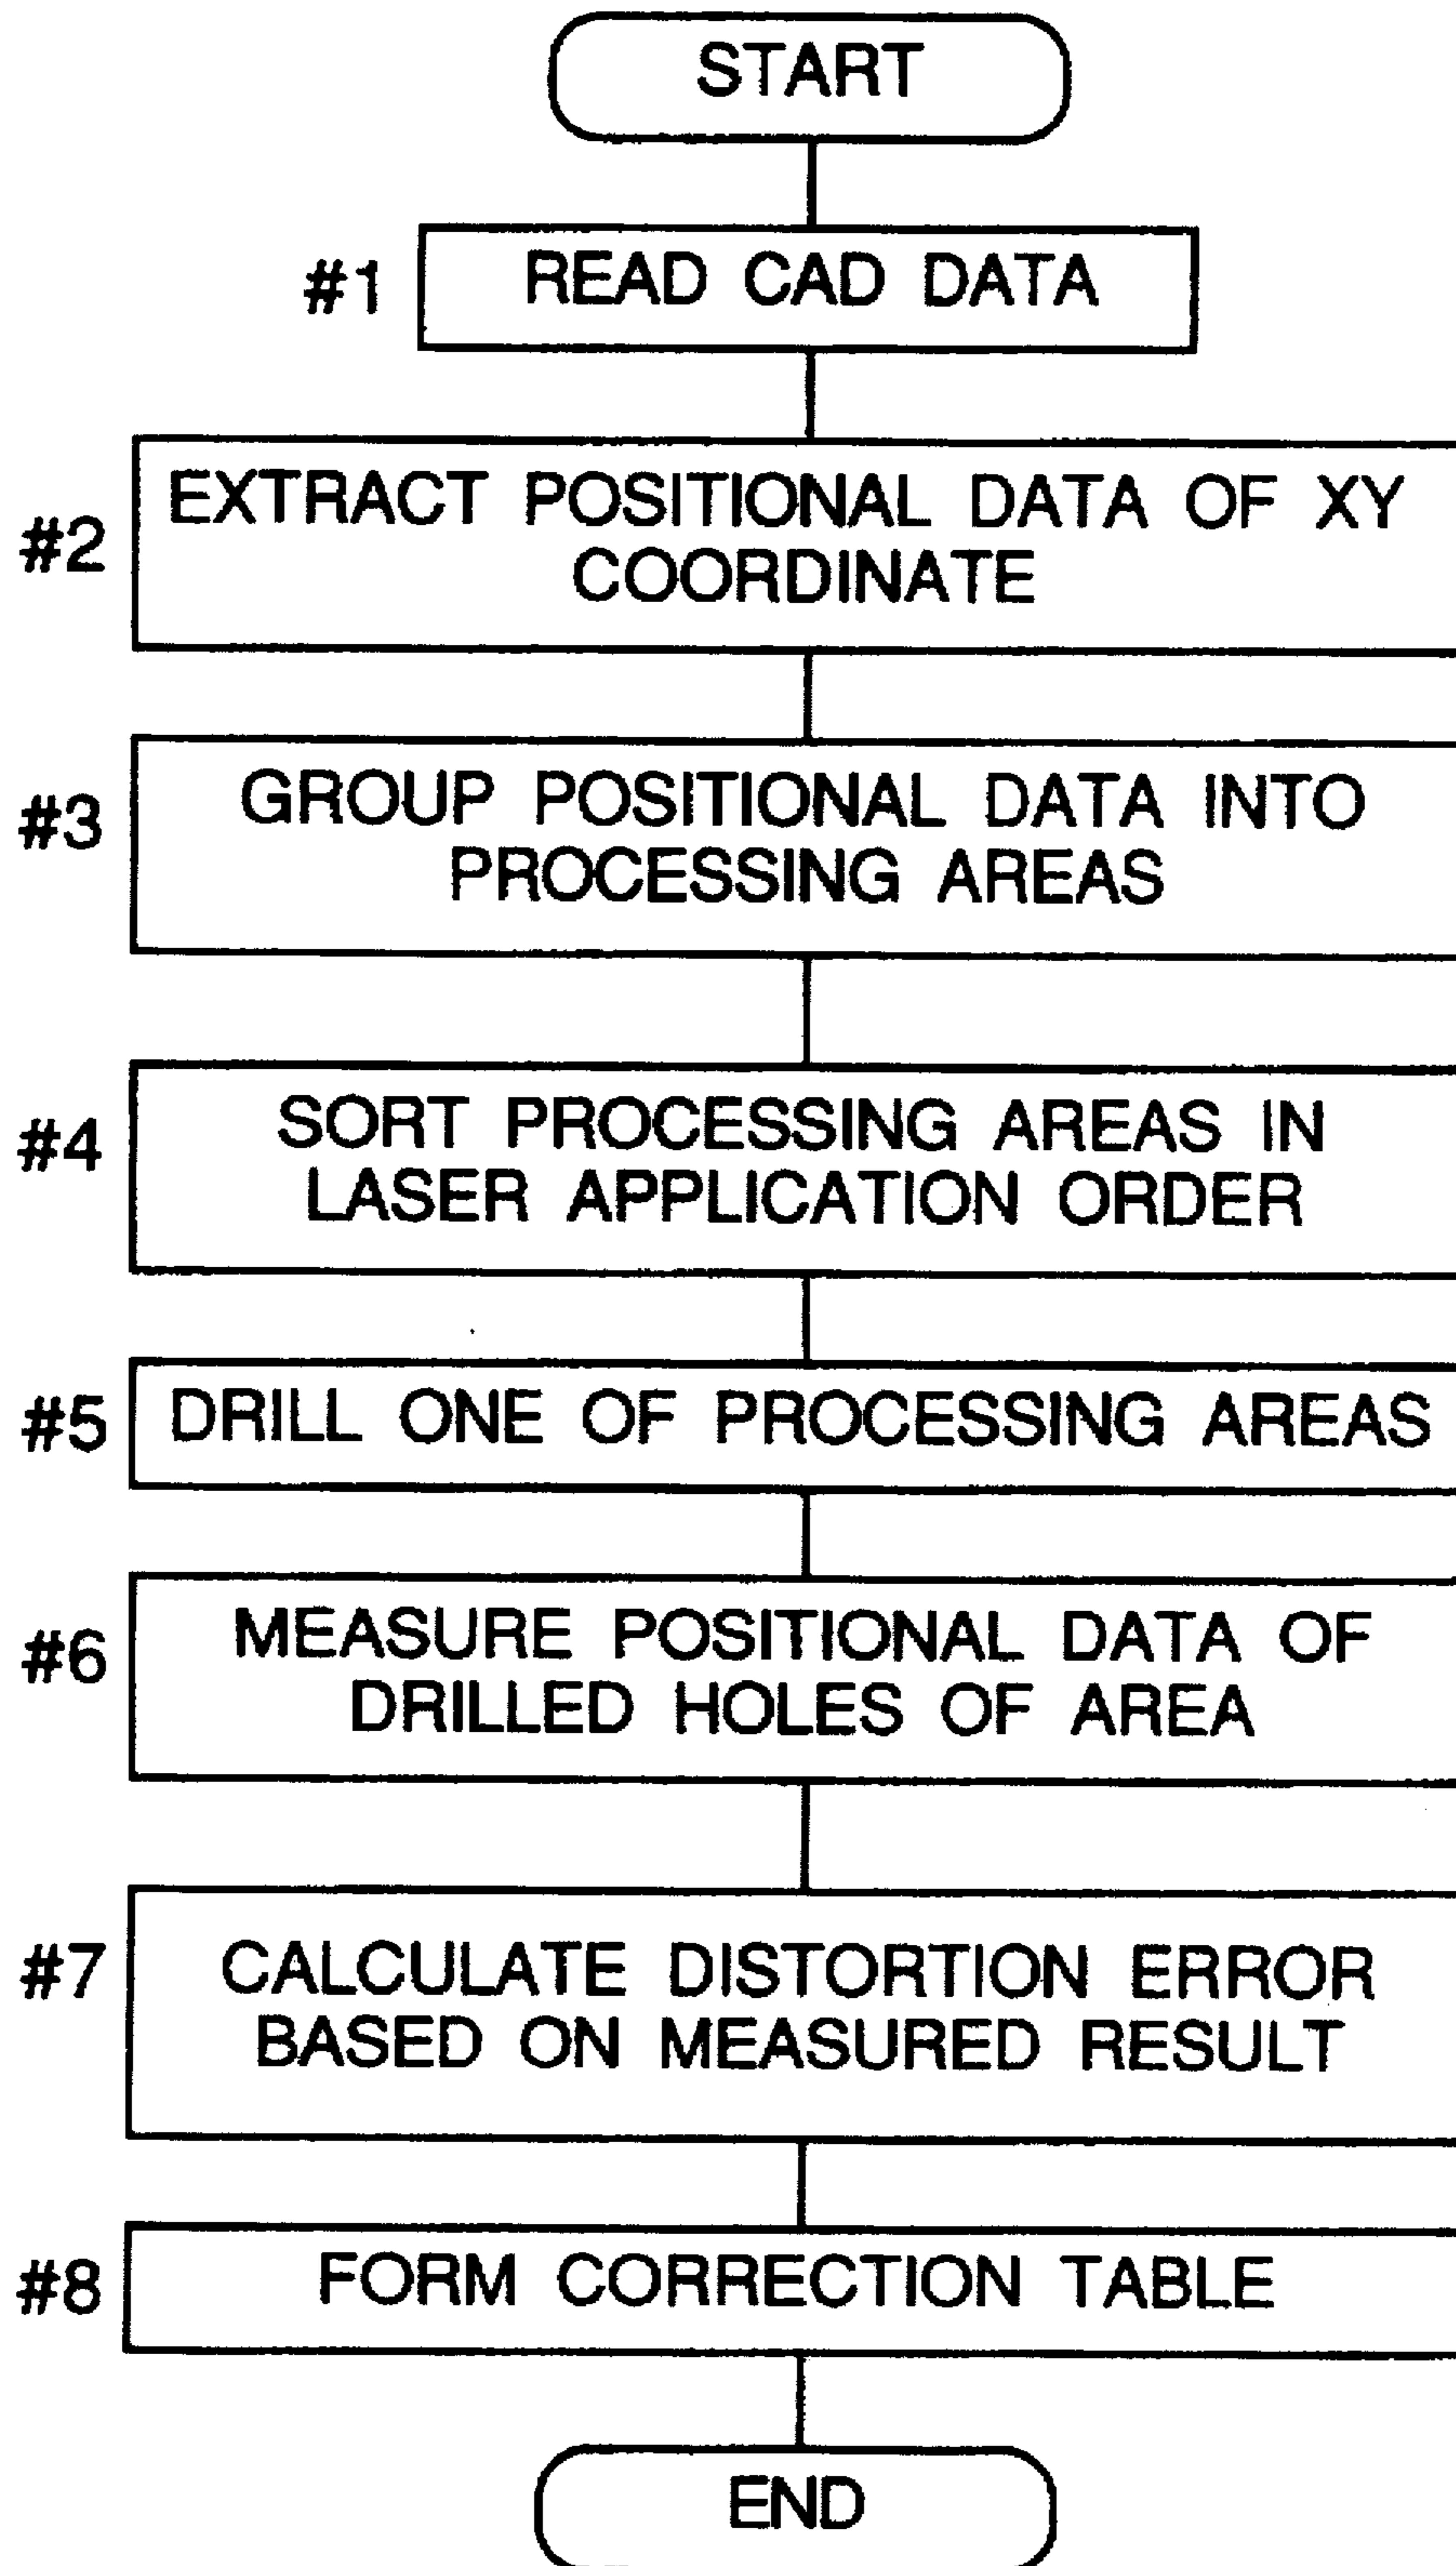 START
#1 READ CAD DATA
#2 EXTRACT POSITIONAL DATA OF XY
COORDINATE
#3 GROUP POSITIONAL DATA INTO
PROCESSING AREAS
#4 SORT PROCESSING AREAS IN
LASER APPLICATION ORDER
#5 DRILL ONE OF PROCESSING AREAS
#6 MEASURE POSITIONAL DATA OF
DRILLED HOLES OF AREA
#7 CALCULATE DISTORTION ERROR
BASED ON MEASURED RESULT
#8 FORM CORRECTION TABLE
END